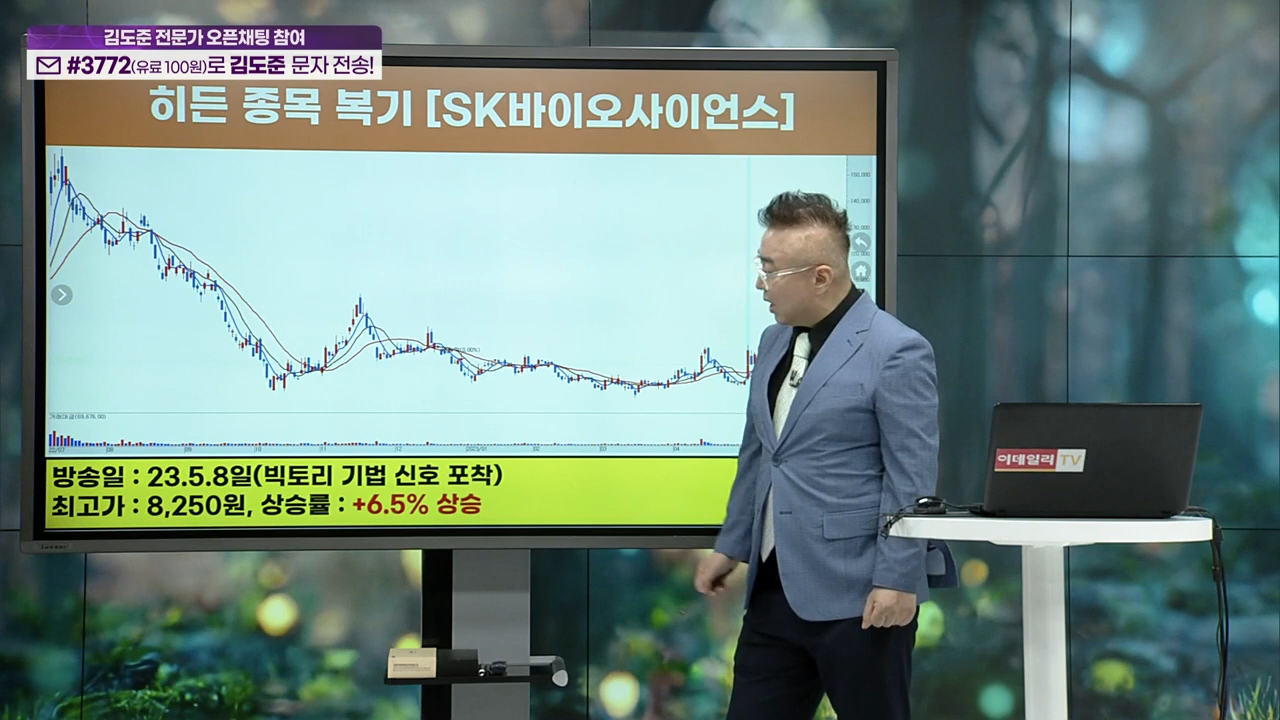 김도준 전문가 오픈채팅 참여
#3772(유료 100원)로 김도준 문자 전송!
히든 종목 복기 [SK바이오사이언스]
150,000
140,000
방송일 : 23.5.8일(빅토리 기법 신호 포착)
최고가 : 8,250원, 상승률 : +6.5% 상승
이데일리TV